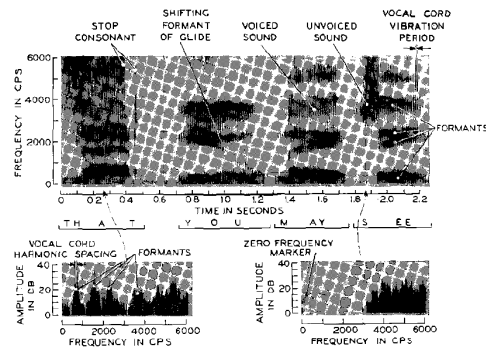 STOP CONSONANT
SHIFTING FORMANT OF GLIDE
VOICED SOUND
UNVOICED SOUND
VOCAL CORD VIBRATION PERIOD
FREQUENCY IN CPS
6000
4000
2000
0
FORMANTS
0 0.2 0.4 0.6 0.8 1.0 1.2 1.4 1.6 1.8 2.0 2.2
TIME IN SECONDS
TH A T Y O U M AY S EE
VOCAL CORD HARMONIC SPACING
FORMANTS
AMPLITUDE IN DB
40
20
0
0 2000 4000 6000
FREQUENCY IN CPS
ZERO FREQUENCY MARKER
AMPLITUDE IN DB
40
20
0
0 2000 4000 6000
FREQUENCY IN CPS